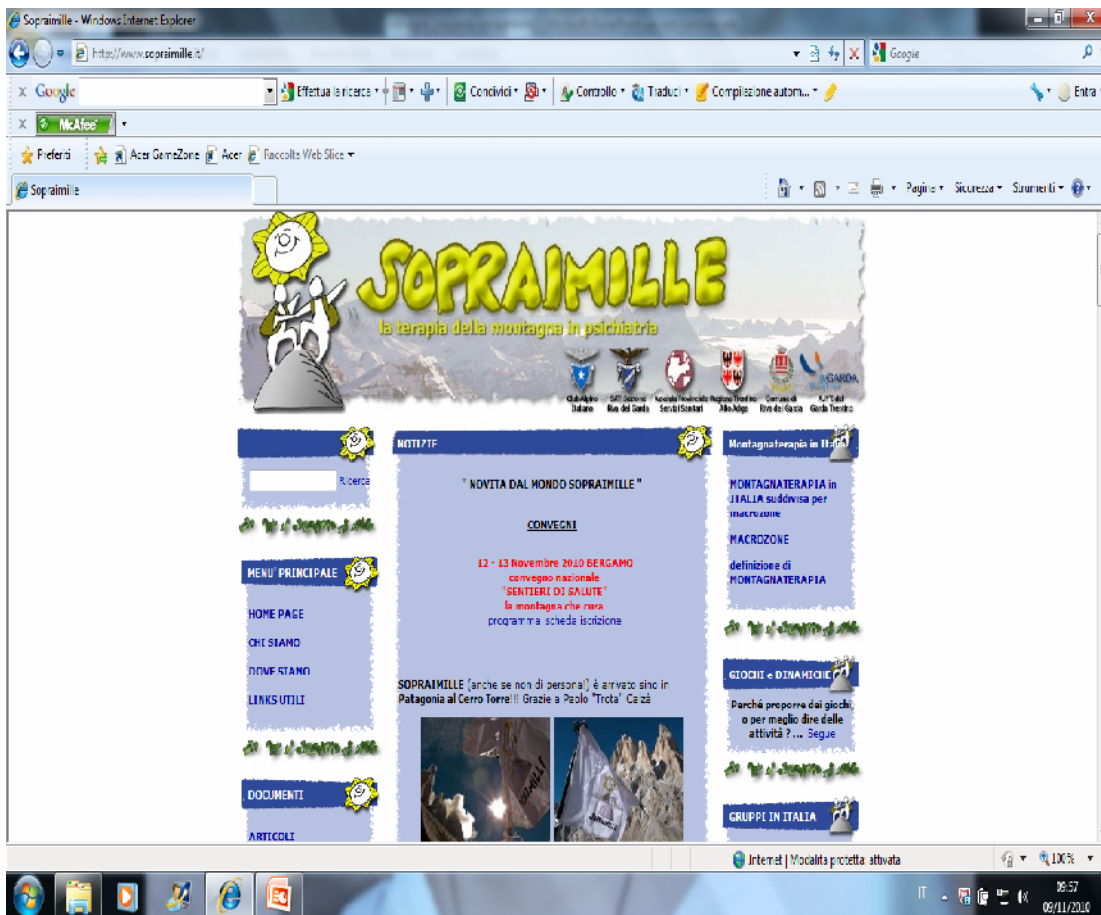 Sopraimille - Windows Internet Explorer
http://www.sopraimille.it/
Google
X Google
Effettua la ricerca
Condividi
Controllo
Traduci
Compilazione autom...
Entra
X McAfee
Preferiti
Acer GameZone
Acer
Raccolta Web Slice
Sopraimille
Pagina
Sicurezza
Strumenti
SOPRAIMILLE
la terapia della montagna in psichiatria
Club Alpino Italiano
SAT Sezione Riva del Garda
Azienda Provinciale Servizi Sanitari
Regione Trentino Alto Adige
Comune di Riva del Garda
GARDA
A.P.T. del Garda Trentino
Ricerca
MENU' PRINCIPALE
HOME PAGE
CHI SIAMO
DOVE SIAMO
LINKS UTILI
DOCUMENTI
ARTICOLI
NOTIZIE
" NOVITA DAL MONDO SOPRAIMILLE "
CONVEGNI
12 - 13 Novembre 2010 BERGAMO
convegno nazionale
"SENTIERI DI SALUTE"
la montagna che cura
programma scheda iscrizione
SOPRAIMILLE (anche se non di persona!) è arrivato sino in
Patagonia al Cerro Torre!!! Grazie a Paolo "Trota" Calzà
Montagnaterapia in Italia
MONTAGNATERAPIA in
ITALIA suddivisa per
macrozone
MACROZONE
definizione di
MONTAGNATERAPIA
GIOCHI e DINAMICHE
Perché proporre dei giochi,
o per meglio dire delle
attività ? ... Segue
GRUPPI IN ITALIA
Internet | Modalità protetta: attivata
100%
IT
09:57
09/11/2010